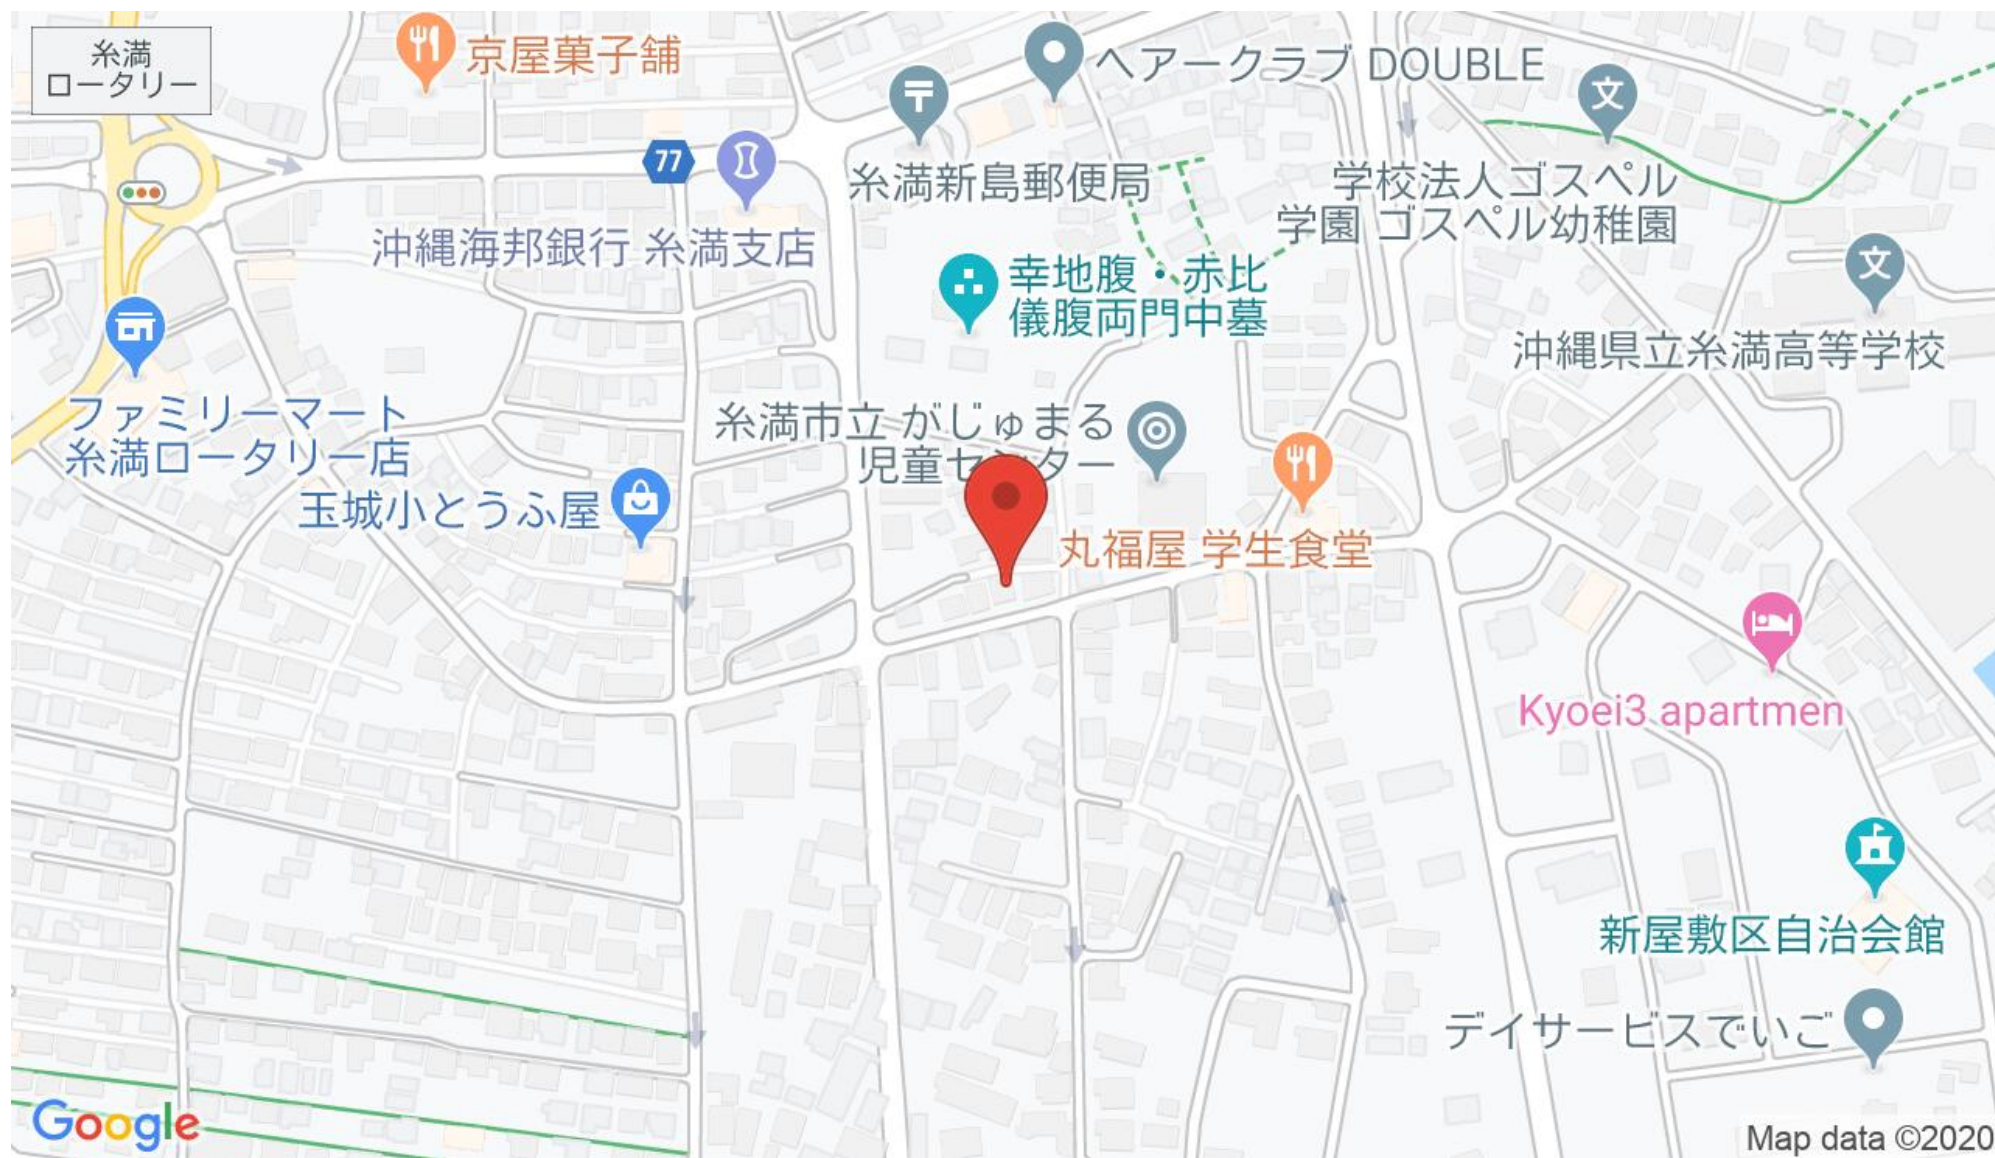 糸満
ロータリー
京屋菓子舗
ヘアークラブ DOUBLE
77
糸満新島郵便局
学校法人ゴスペル
学園 ゴスペル幼稚園
沖縄海邦銀行 糸満支店
幸地腹・赤比
儀腹両門中墓
沖縄県立糸満高等学校
ファミリーマート
糸満ロータリー店
糸満市立 がじゅまる
児童センター
玉城小とうふ屋
丸福屋 学生食堂
Kyoei3 apartmen
新屋敷区自治会館
デイサービスでいご
Google
Map data ©2020